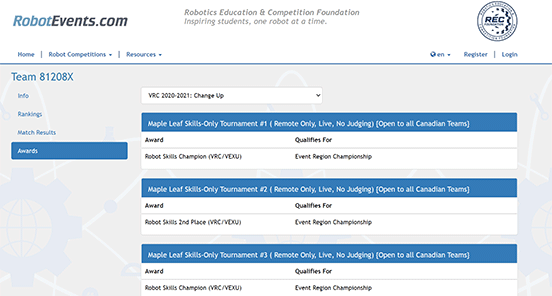 RobotEvents.com
Robotics Education & Competition Foundation
Inspiring students, one robot at a time.
REC
FOUNDATION
Home | Robot Competitions | Resources en Register | Login
Team 81208X
Info
Rankings
Match Results
Awards
VRC 2020-2021: Change Up
Maple Leaf Skills-Only Tournament #1 ( Remote Only, Live, No Judging) [Open to all Canadian Teams]
Award Qualifies For
Robot Skills Champion (VRC/VEXU) Event Region Championship
Maple Leaf Skills-Only Tournament #2 ( Remote Only, Live, No Judging) [Open to all Canadian Teams]
Award Qualifies For
Robot Skills 2nd Place (VRC/VEXU) Event Region Championship
Maple Leaf Skills-Only Tournament #3 ( Remote Only, Live, No Judging) [Open to all Canadian Teams]
Award Qualifies For
Robot Skills Champion (VRC/VEXU) Event Region Championship